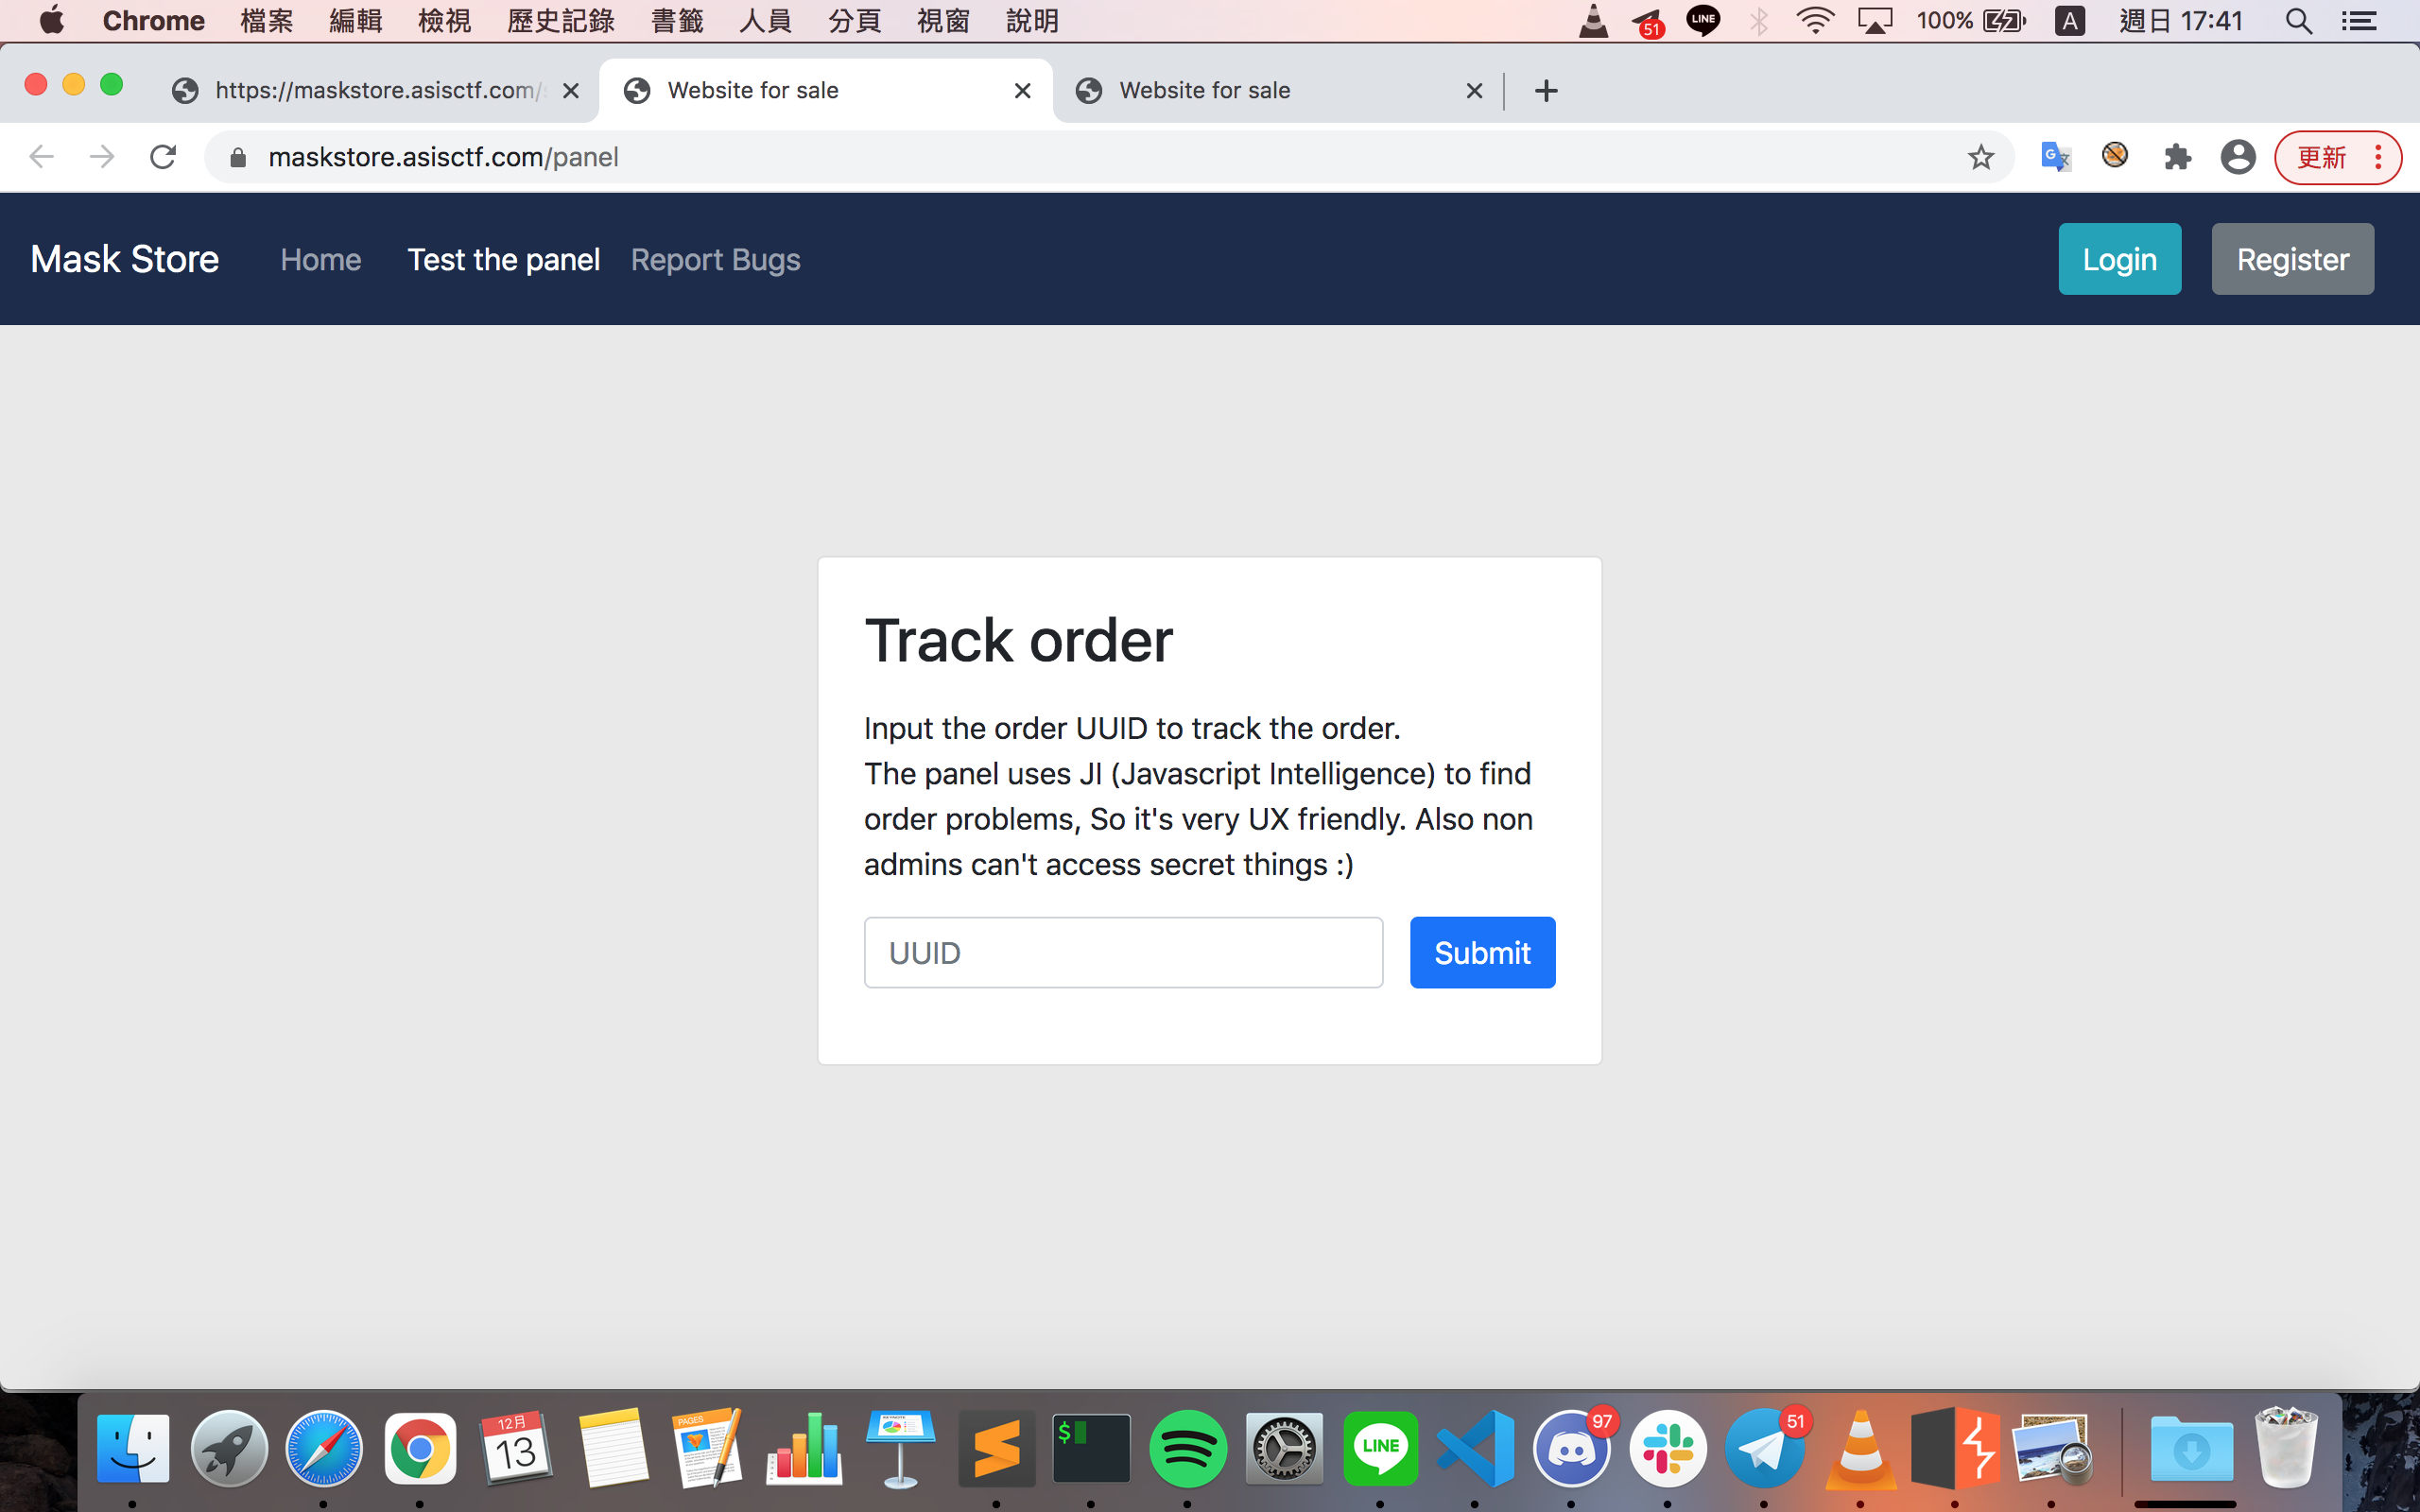 Chrome 檔案 編輯 檢視 歷史記錄 書籤 人員 分頁 視窗 說明 51 LINE 100% A 週日 17:41
https://maskstore.asisctf.com/ Website for sale Website for sale
maskstore.asisctf.com/panel 更新
Mask Store Home Test the panel Report Bugs Login Register
Track order
Input the order UUID to track the order.
The panel uses JI (Javascript Intelligence) to find
order problems, So it's very UX friendly. Also non
admins can't access secret things :)
UUID Submit
12月 13 PAGES KEYNOTE $ LINE 97 51